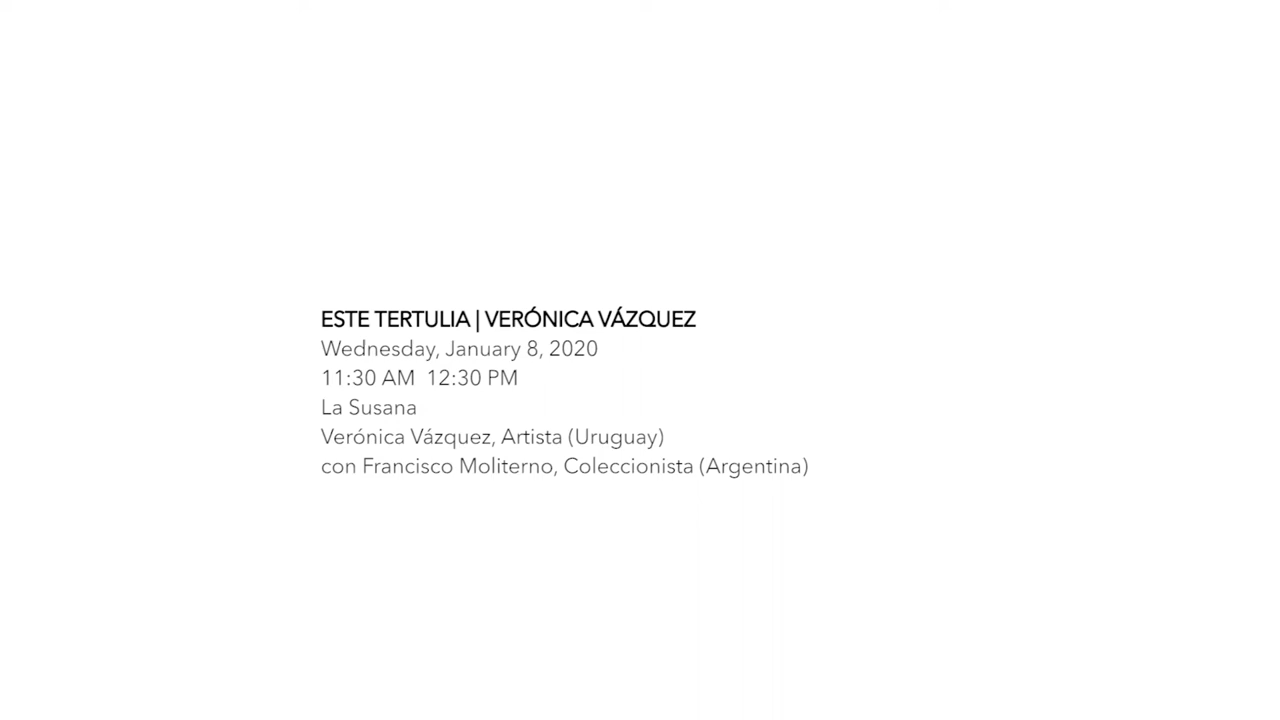 ESTE TERTULIA | VERÓNICA VÁZQUEZ
Wednesday, January 8, 2020
11:30 AM  12:30 PM
La Susana
Verónica Vázquez, Artista (Uruguay)
con Francisco Moliterno, Coleccionista (Argentina)